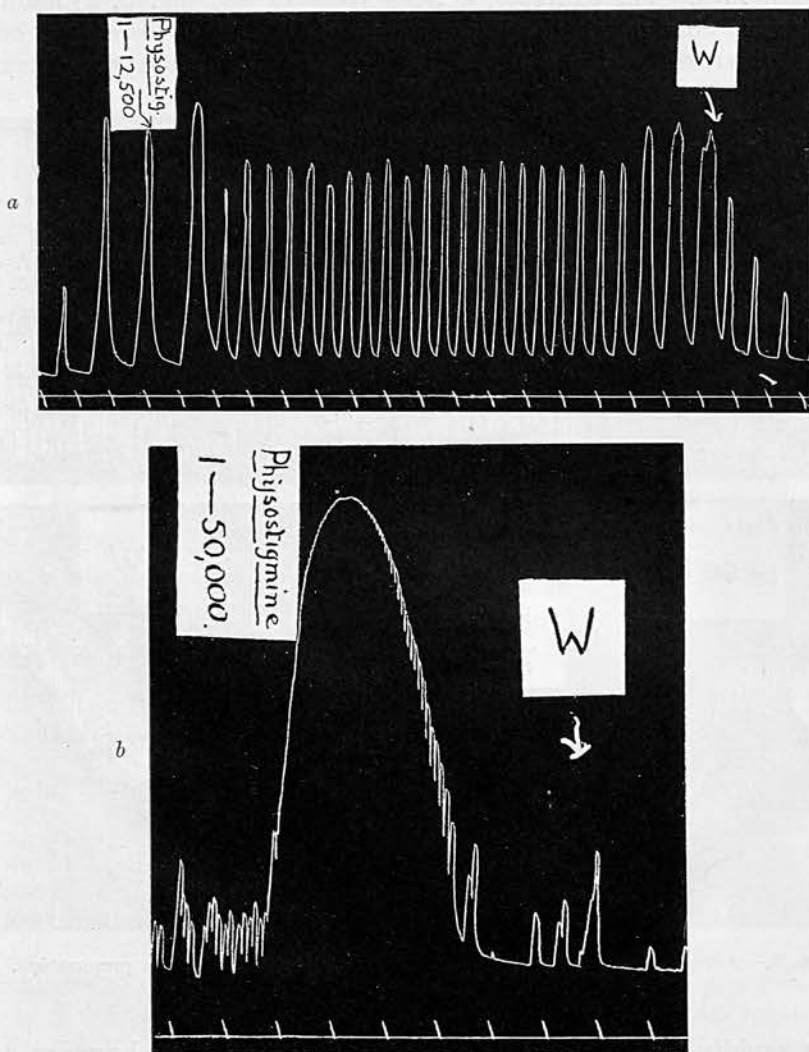 Physostig.
1—12,500
W
a
Physostigmine
1—50,000.
W
b